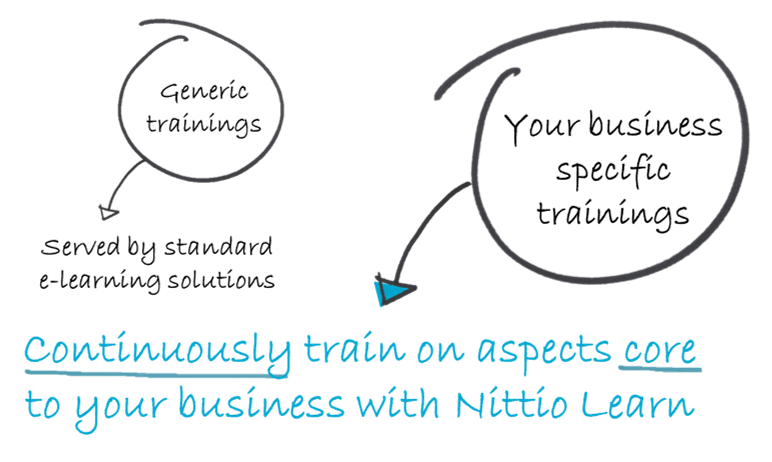 Generic
trainings
Served by standard
e-learning solutions
Your business
specific
trainings
Continuously train on aspects core
to your business with Nittio Learn